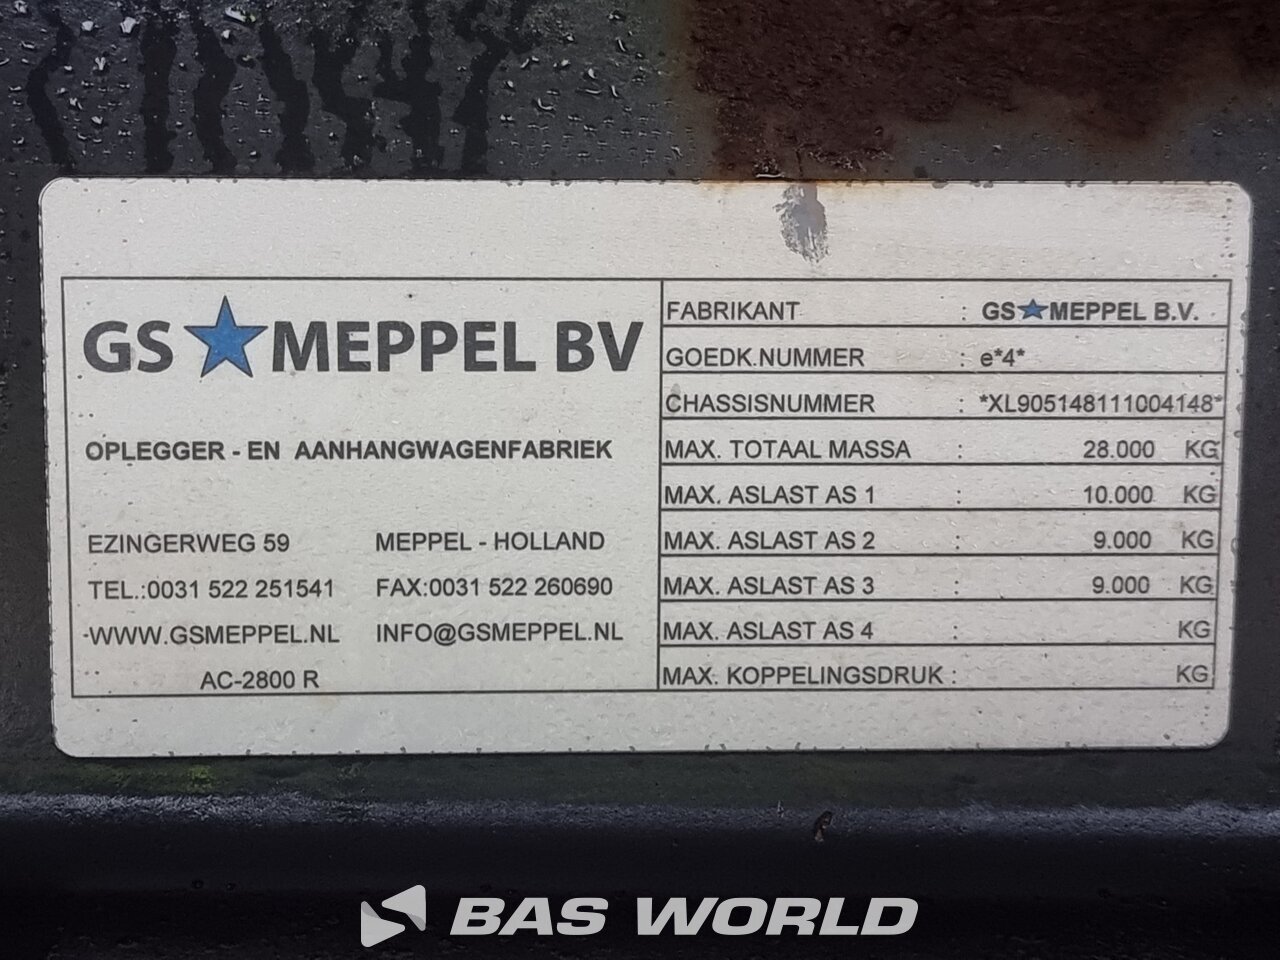 GS MEPPEL BV
OPLEGGER - EN AANHANGWAGENFABRIEK
EZINGERWEG 59 MEPPEL - HOLLAND
TEL.:0031 522 251541 FAX:0031 522 260690
WWW.GSMEPPEL.NL INFO@GSMEPPEL.NL
AC-2800 R
FABRIKANT : GS MEPPEL B.V.
GOEDK.NUMMER : e*4*
CHASSISNUMMER : *XL905148111004148*
MAX. TOTAAL MASSA : 28.000 KG
MAX. ASLAST AS 1 : 10.000 KG
MAX. ASLAST AS 2 : 9.000 KG
MAX. ASLAST AS 3 : 9.000 KG
MAX. ASLAST AS 4 : KG
MAX. KOPPELINGSDRUK : KG
BAS WORLD